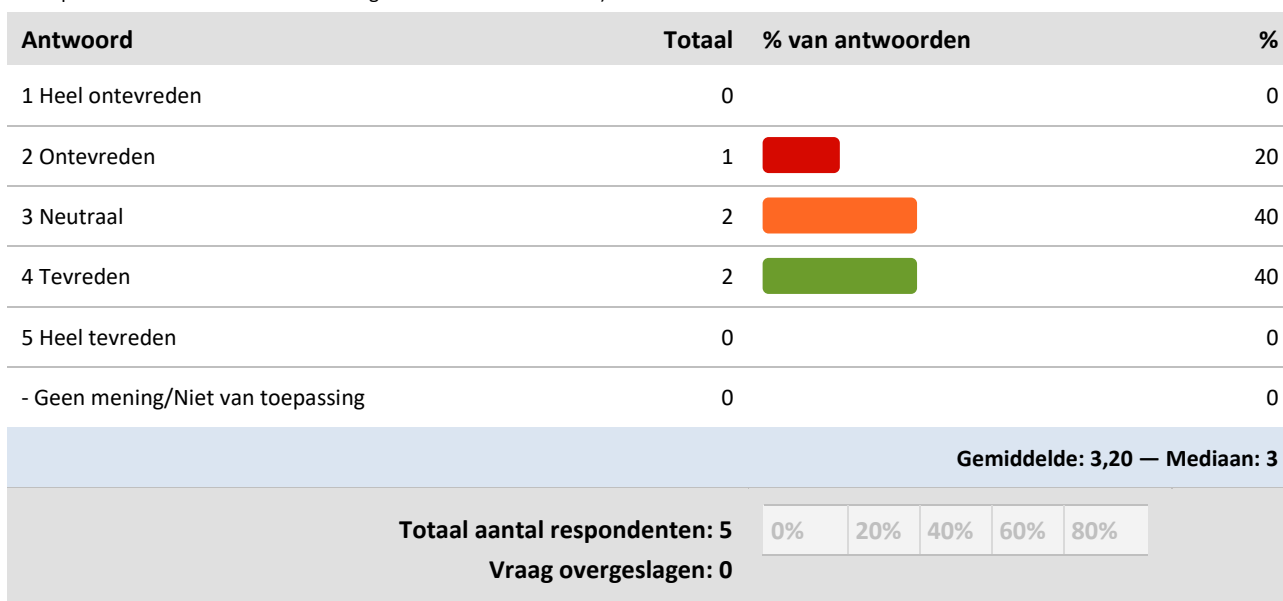 Antwoord Totaal % van antwoorden %
1 Heel ontevreden 0 0
2 Ontevreden 1 20
3 Neutraal 2 40
4 Tevreden 2 40
5 Heel tevreden 0 0
- Geen mening/Niet van toepassing 0 0
Gemiddelde: 3,20 — Mediaan: 3
Totaal aantal respondenten: 5 0% 20% 40% 60% 80%
Vraag overgeslagen: 0